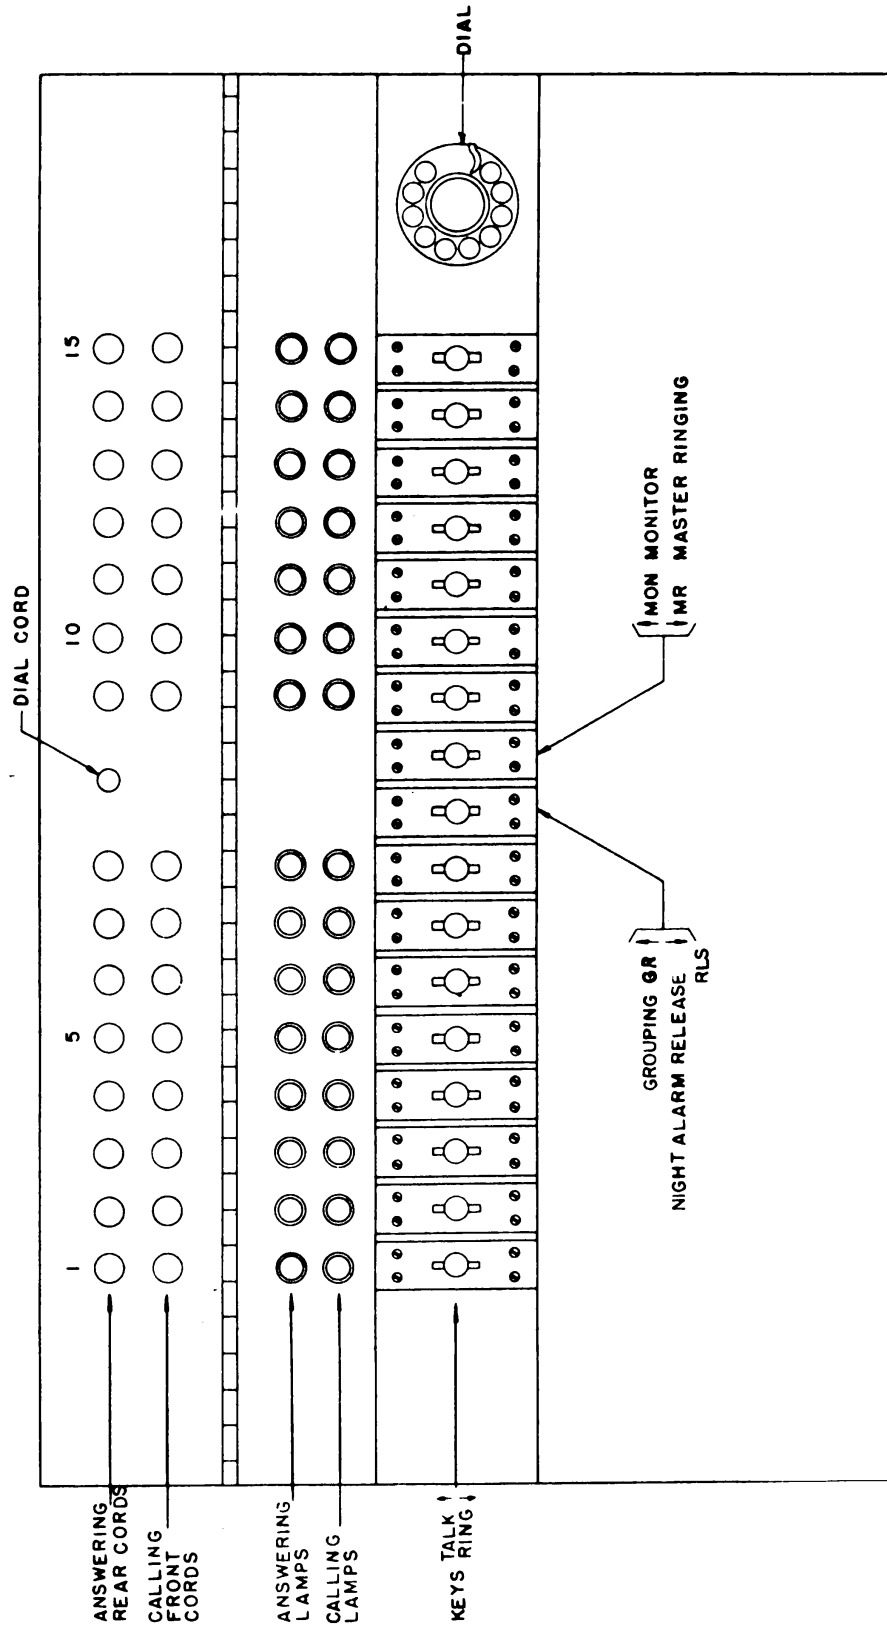 DIAL CORD
1
5
10
15
ANSWERING
REAR CORDS
CALLING
FRONT
CORDS
ANSWERING
LAMPS
CALLING
LAMPS
KEYS TALK
RING
DIAL
GROUPING GR
NIGHT ALARM RELEASE
RLS
MON MONITOR
MR MASTER RINGING